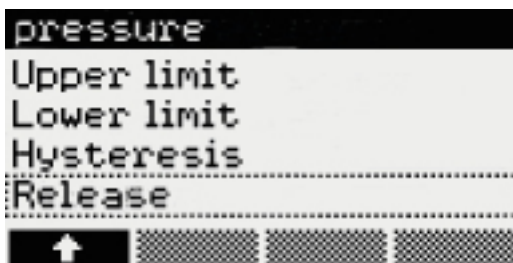 pressure
Upper limit
Lower limit
Hysteresis
Release